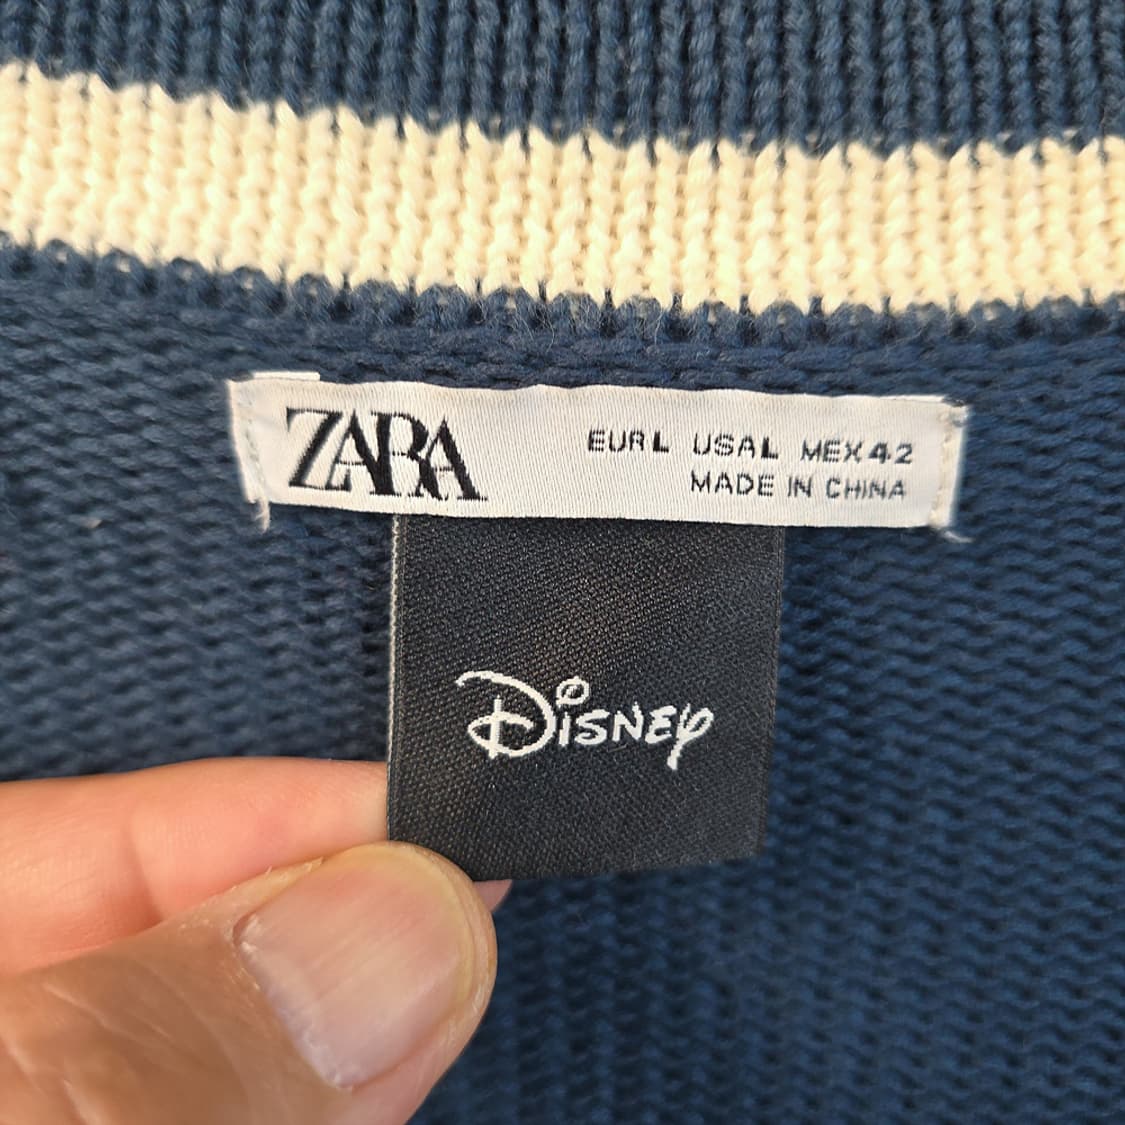 ZARA
EUR L USA L MEX 42
MADE IN CHINA
Disney